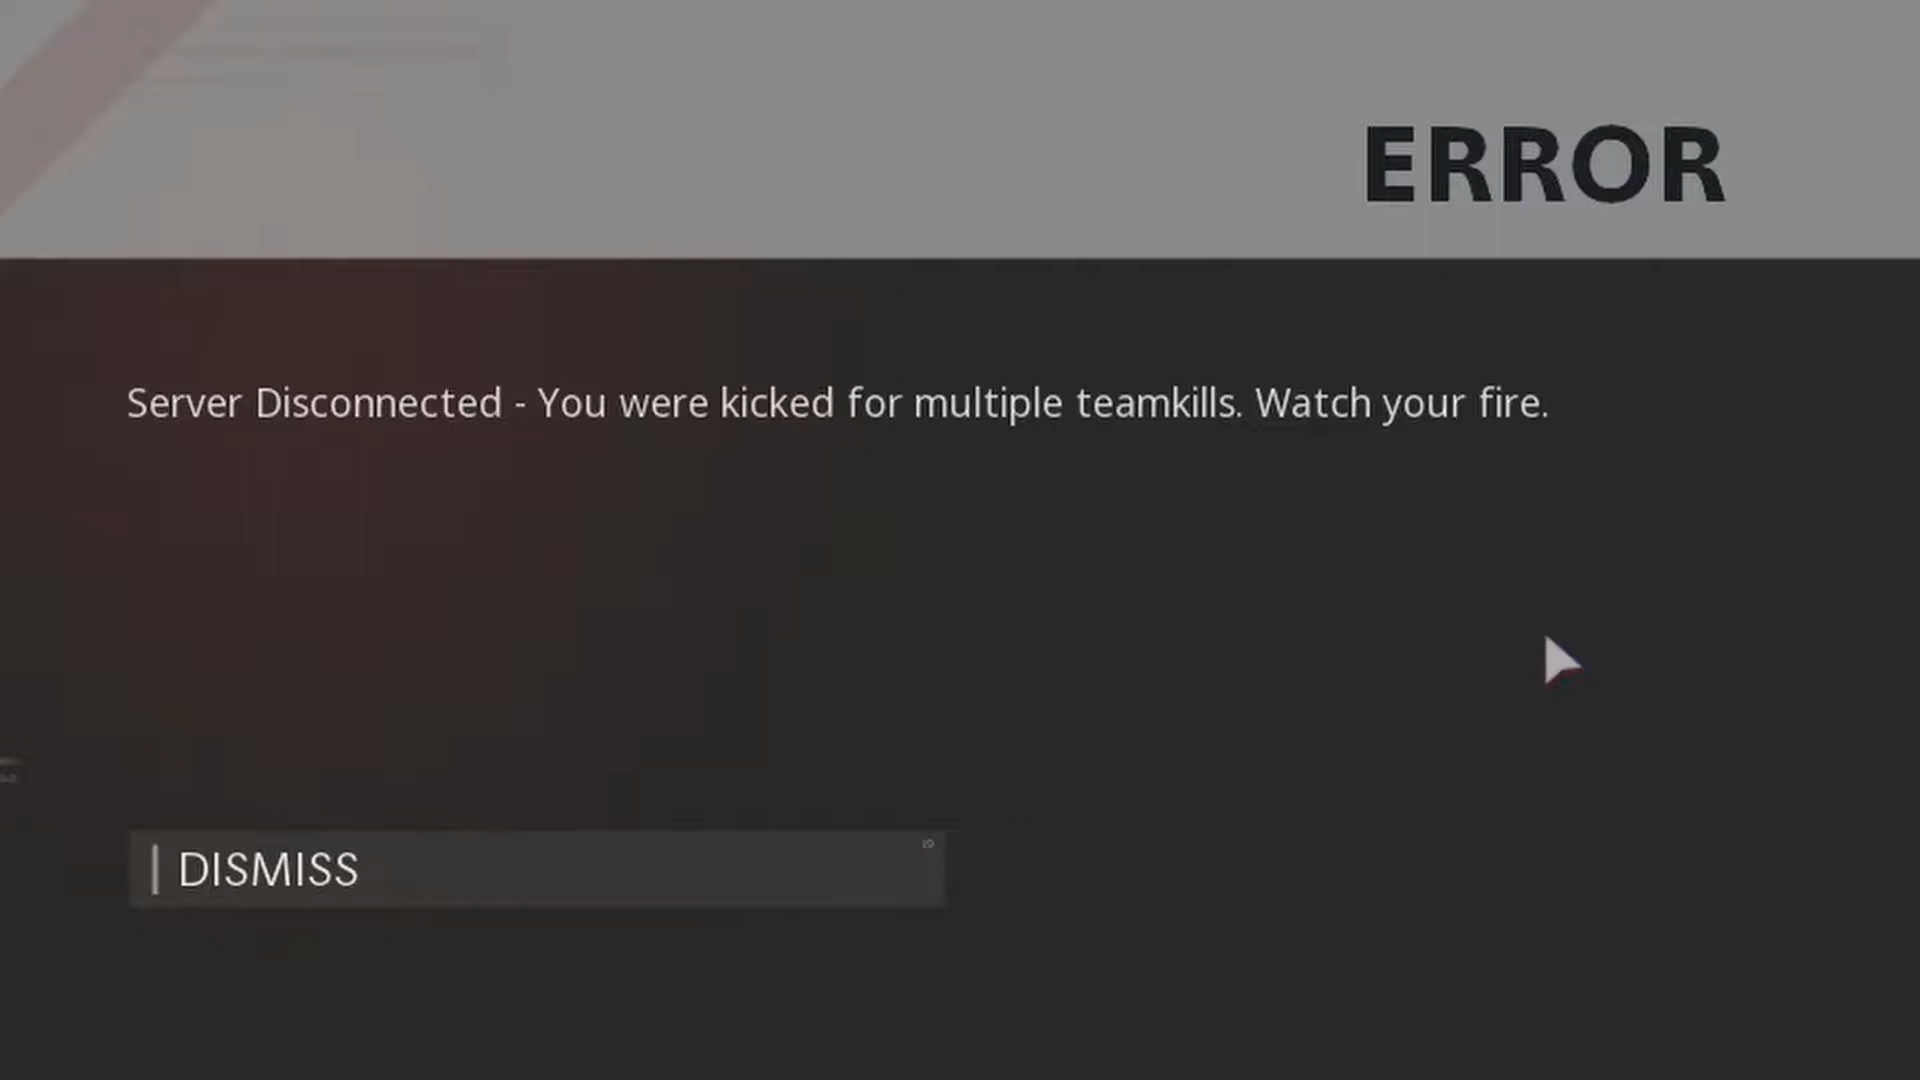 ERROR
Server Disconnected - You were kicked for multiple teamkills. Watch your fire.
DISMISS